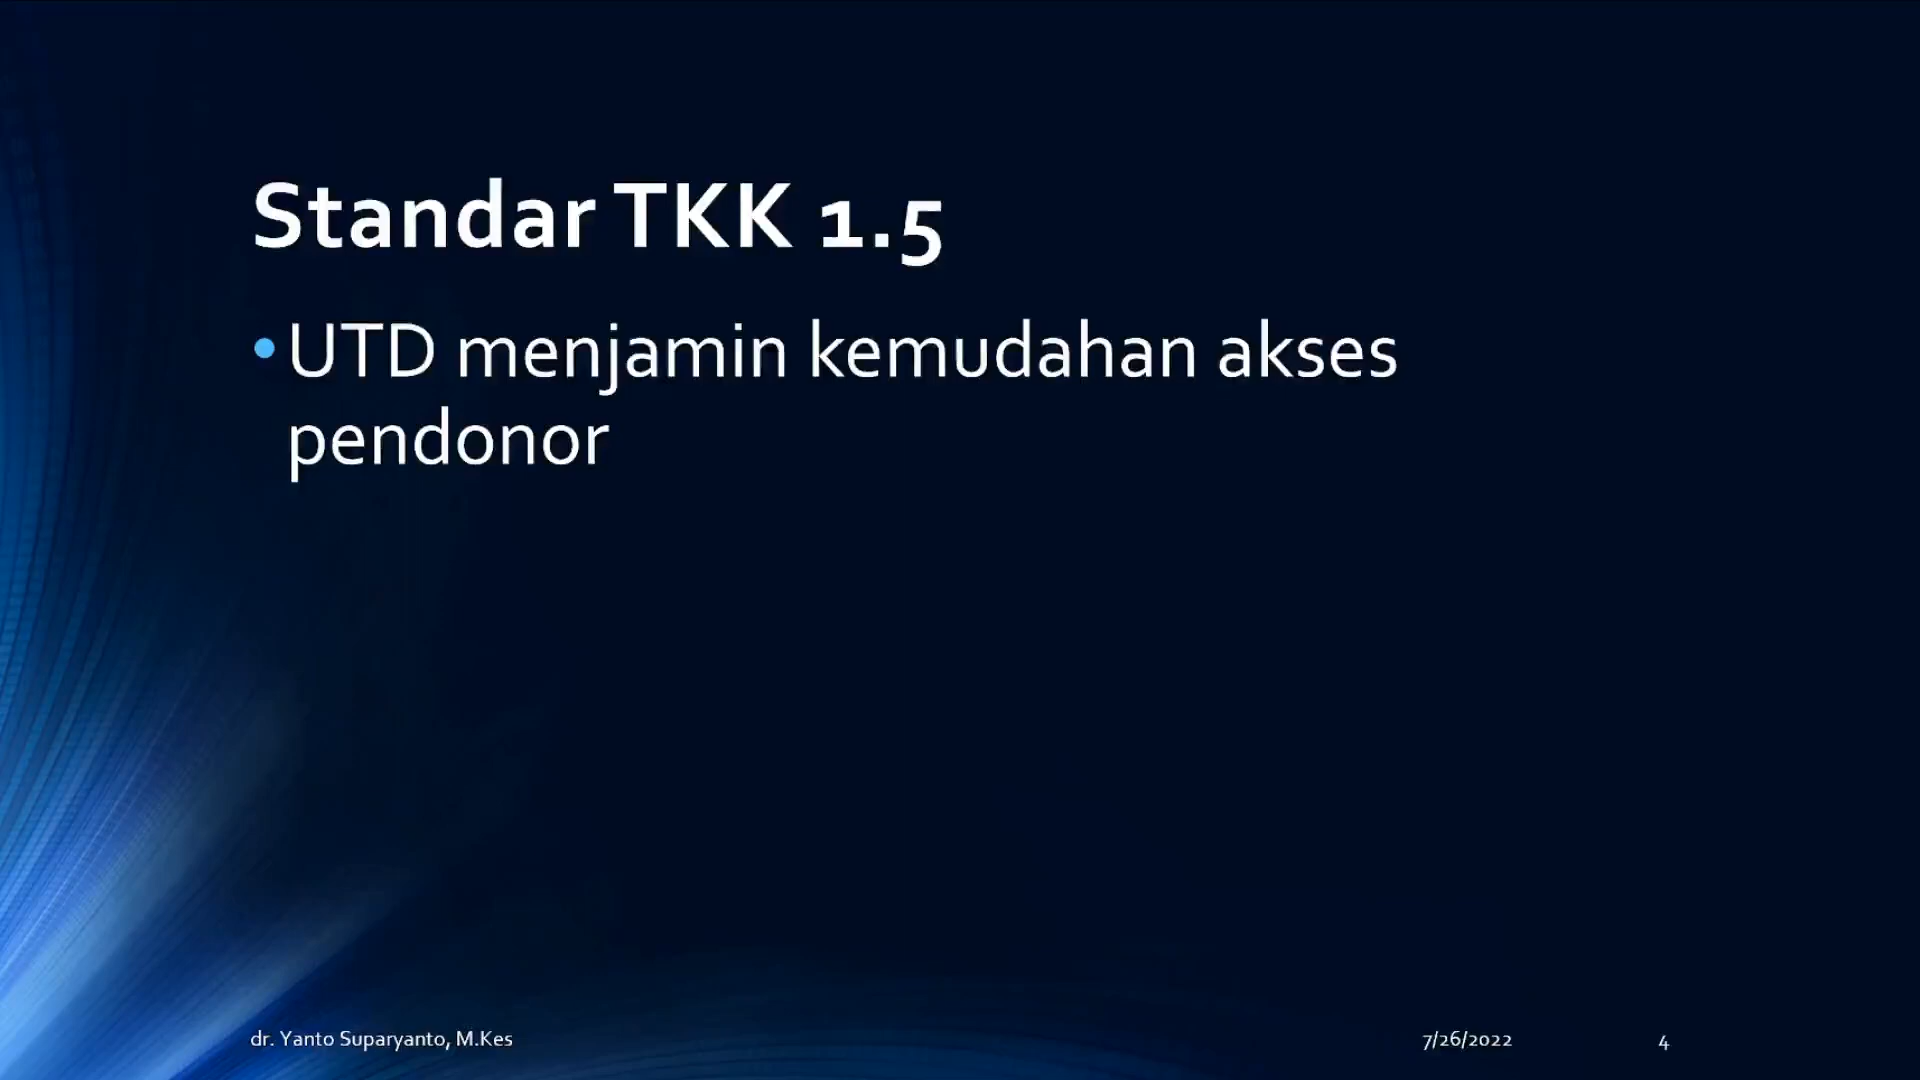 Standar TKK 1.5
• UTD menjamin kemudahan akses
pendonor
dr. Yanto Suparyanto, M.Kes
7/26/2022
4